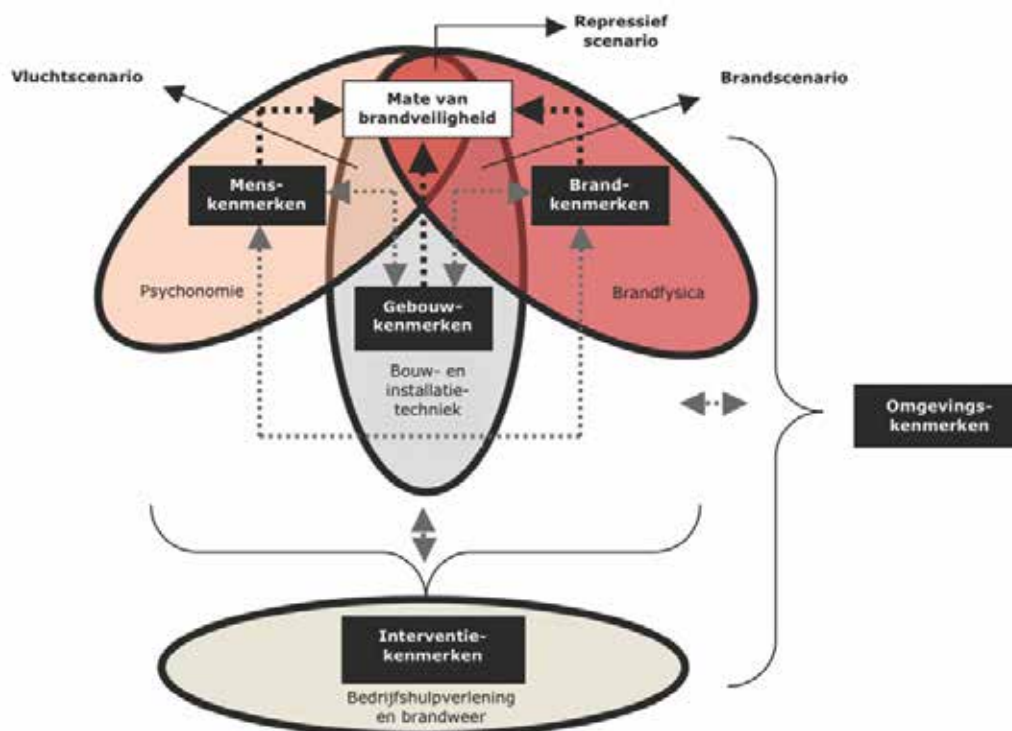 Repressief
scenario
Vluchtscenario
Brandscenario
Mate van
brandveiligheid
Mens-
kenmerken
Brand-
kenmerken
Psychonomie
Brandfysica
Gebouw-
kenmerken
Bouw- en
installatie-
techniek
Omgevings-
kenmerken
Interventie-
kenmerken
Bedrijfshulpverlening
en brandweer